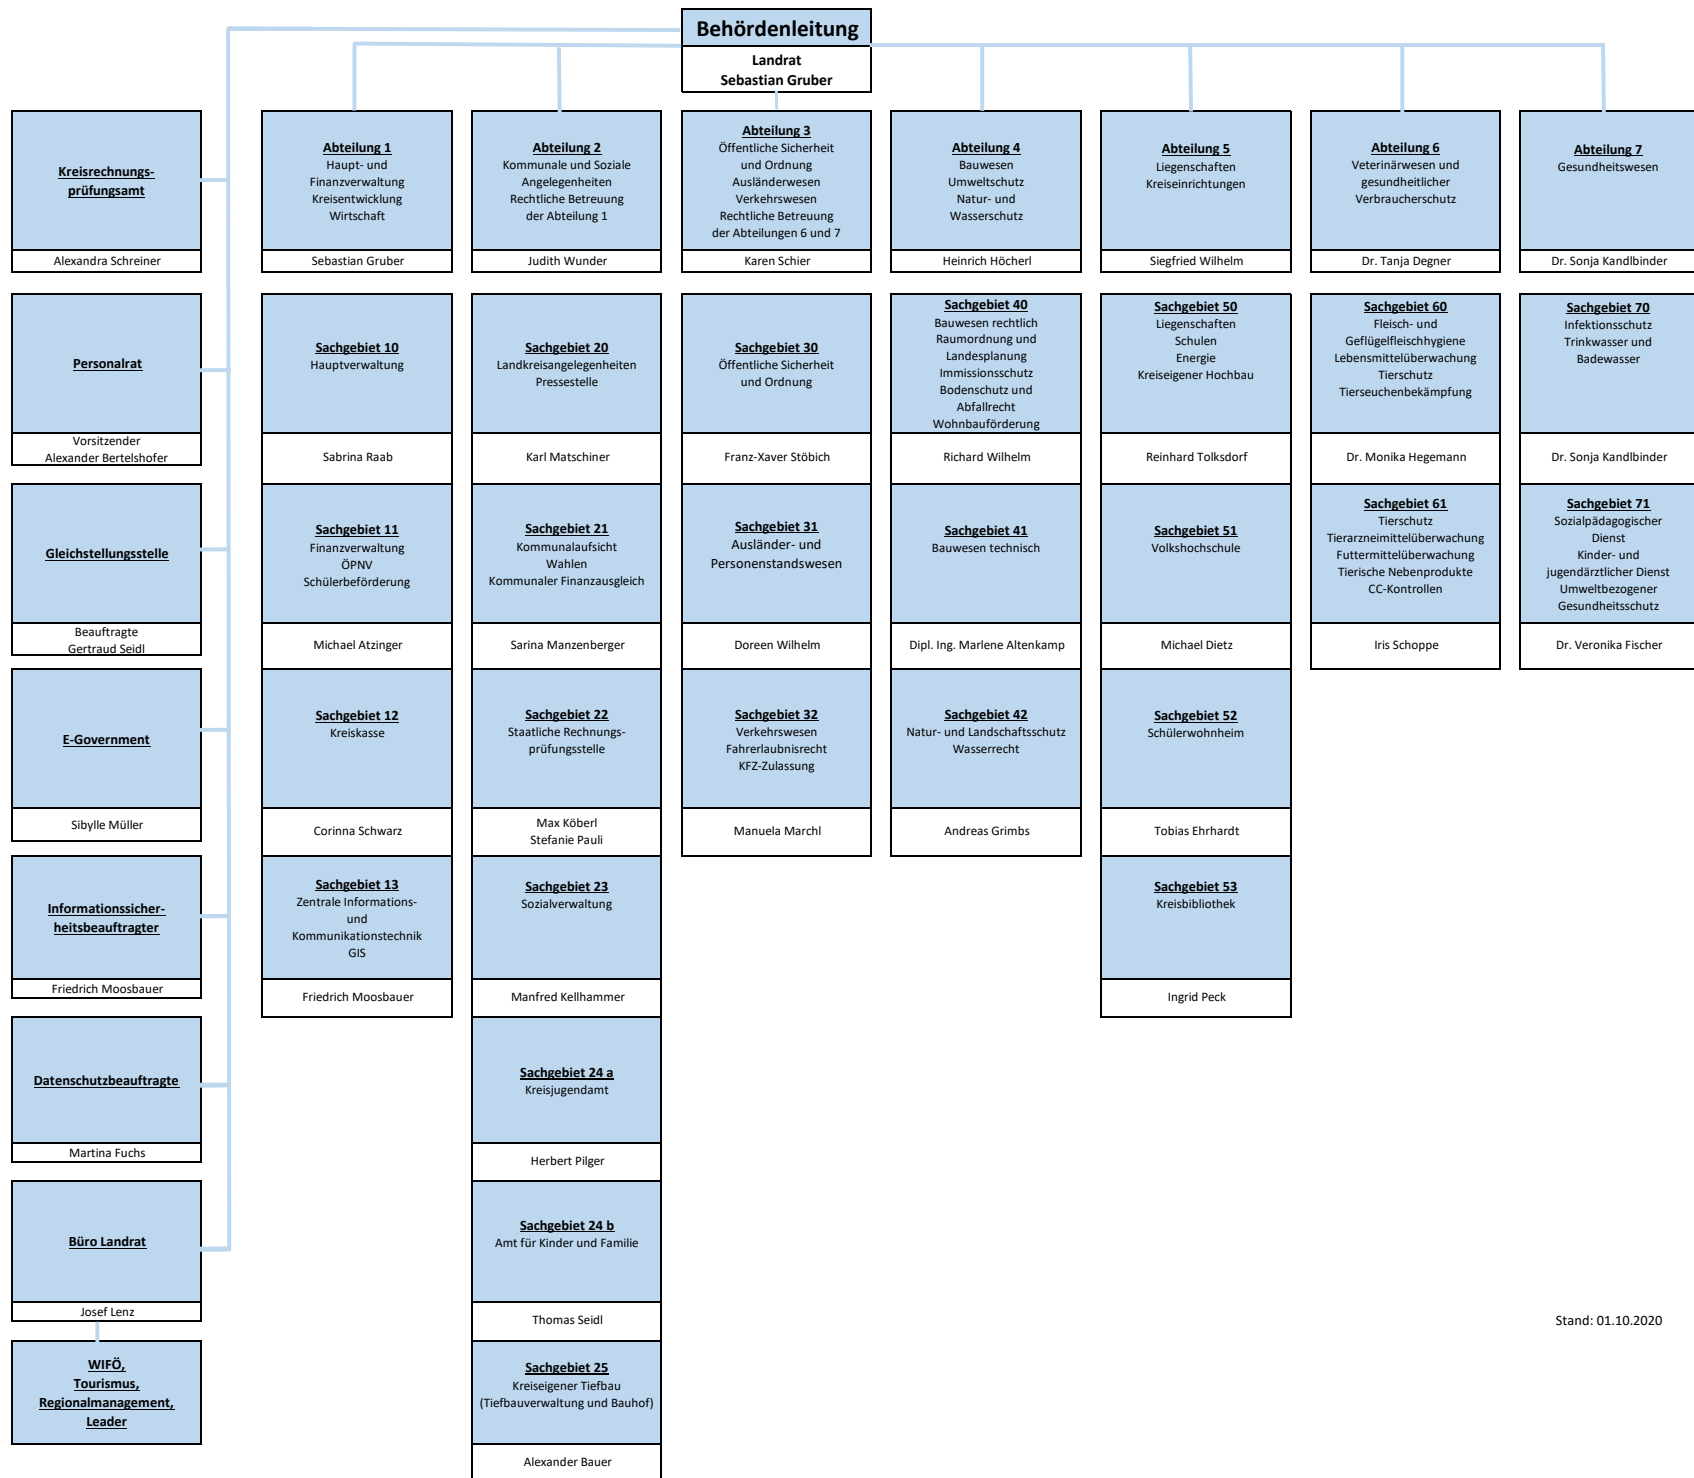 Behördenleitung
Landrat
Sebastian Gruber
Kreisrechnungs-
prüfungsamt
Alexandra Schreiner
Personalrat
Vorsitzender
Alexander Bertelshofer
Gleichstellungsstelle
Beauftragte
Gertraud Seidl
E-Government
Sibylle Müller
Informationssicher-
heitsbeauftragter
Friedrich Moosbauer
Datenschutzbeauftragte
Martina Fuchs
Büro Landrat
Josef Lenz
WIFÖ,
Tourismus,
Regionalmanagement,
Leader
Abteilung 1
Haupt- und
Finanzverwaltung
Kreisentwicklung
Wirtschaft
Sebastian Gruber
Sachgebiet 10
Hauptverwaltung
Sabrina Raab
Sachgebiet 11
Finanzverwaltung
ÖPNV
Schülerbeförderung
Michael Atzinger
Sachgebiet 12
Kreiskasse
Corinna Schwarz
Sachgebiet 13
Zentrale Informations-
und
Kommunikationstechnik
GIS
Friedrich Moosbauer
Abteilung 2
Kommunale und Soziale
Angelegenheiten
Rechtliche Betreuung
der Abteilung 1
Judith Wunder
Sachgebiet 20
Landkreisangelegenheiten
Pressestelle
Karl Matschiner
Sachgebiet 21
Kommunalaufsicht
Wahlen
Kommunaler Finanzausgleich
Sarina Manzenberger
Sachgebiet 22
Staatliche Rechnungs-
prüfungsstelle
Max Köberl
Stefanie Pauli
Sachgebiet 23
Sozialverwaltung
Manfred Kellhammer
Sachgebiet 24 a
Kreisjugendamt
Herbert Pilger
Sachgebiet 24 b
Amt für Kinder und Familie
Thomas Seidl
Sachgebiet 25
Kreiseigener Tiefbau
(Tiefbauverwaltung und Bauhof)
Alexander Bauer
Abteilung 3
Öffentliche Sicherheit
und Ordnung
Ausländerwesen
Verkehrswesen
Rechtliche Betreuung
der Abteilungen 6 und 7
Karen Schier
Sachgebiet 30
Öffentliche Sicherheit
und Ordnung
Franz-Xaver Stöbich
Sachgebiet 31
Ausländer- und
Personenstandswesen
Doreen Wilhelm
Sachgebiet 32
Verkehrswesen
Fahrerlaubnisrecht
KFZ-Zulassung
Manuela Marchl
Abteilung 4
Bauwesen
Umweltschutz
Natur- und
Wasserschutz
Heinrich Höcherl
Sachgebiet 40
Bauwesen rechtlich
Raumordnung und
Landesplanung
Immissionsschutz
Bodenschutz und
Abfallrecht
Wohnbauförderung
Richard Wilhelm
Sachgebiet 41
Bauwesen technisch
Dipl. Ing. Marlene Altenkamp
Sachgebiet 42
Natur- und Landschaftsschutz
Wasserrecht
Andreas Grimbs
Abteilung 5
Liegenschaften
Kreiseinrichtungen
Siegfried Wilhelm
Sachgebiet 50
Liegenschaften
Schulen
Energie
Kreiseigener Hochbau
Reinhard Tolksdorf
Sachgebiet 51
Volkshochschule
Michael Dietz
Sachgebiet 52
Schülerwohnheim
Tobias Ehrhardt
Sachgebiet 53
Kreisbibliothek
Ingrid Peck
Abteilung 6
Veterinärwesen und
gesundheitlicher
Verbraucherschutz
Dr. Tanja Degner
Sachgebiet 60
Fleisch- und
Geflügelfleischhygiene
Lebensmittelüberwachung
Tierschutz
Tierseuchenbekämpfung
Dr. Monika Hegemann
Sachgebiet 61
Tierschutz
Tierarzneimittelüberwachung
Futtermittelüberwachung
Tierische Nebenprodukte
CC-Kontrollen
Iris Schoppe
Abteilung 7
Gesundheitswesen
Dr. Sonja Kandlbinder
Sachgebiet 70
Infektionsschutz
Trinkwasser und
Badewasser
Dr. Sonja Kandlbinder
Sachgebiet 71
Sozialpädagogischer
Dienst
Kinder- und
jugendärztlicher Dienst
Umweltbezogener
Gesundheitsschutz
Dr. Veronika Fischer
Stand: 01.10.2020